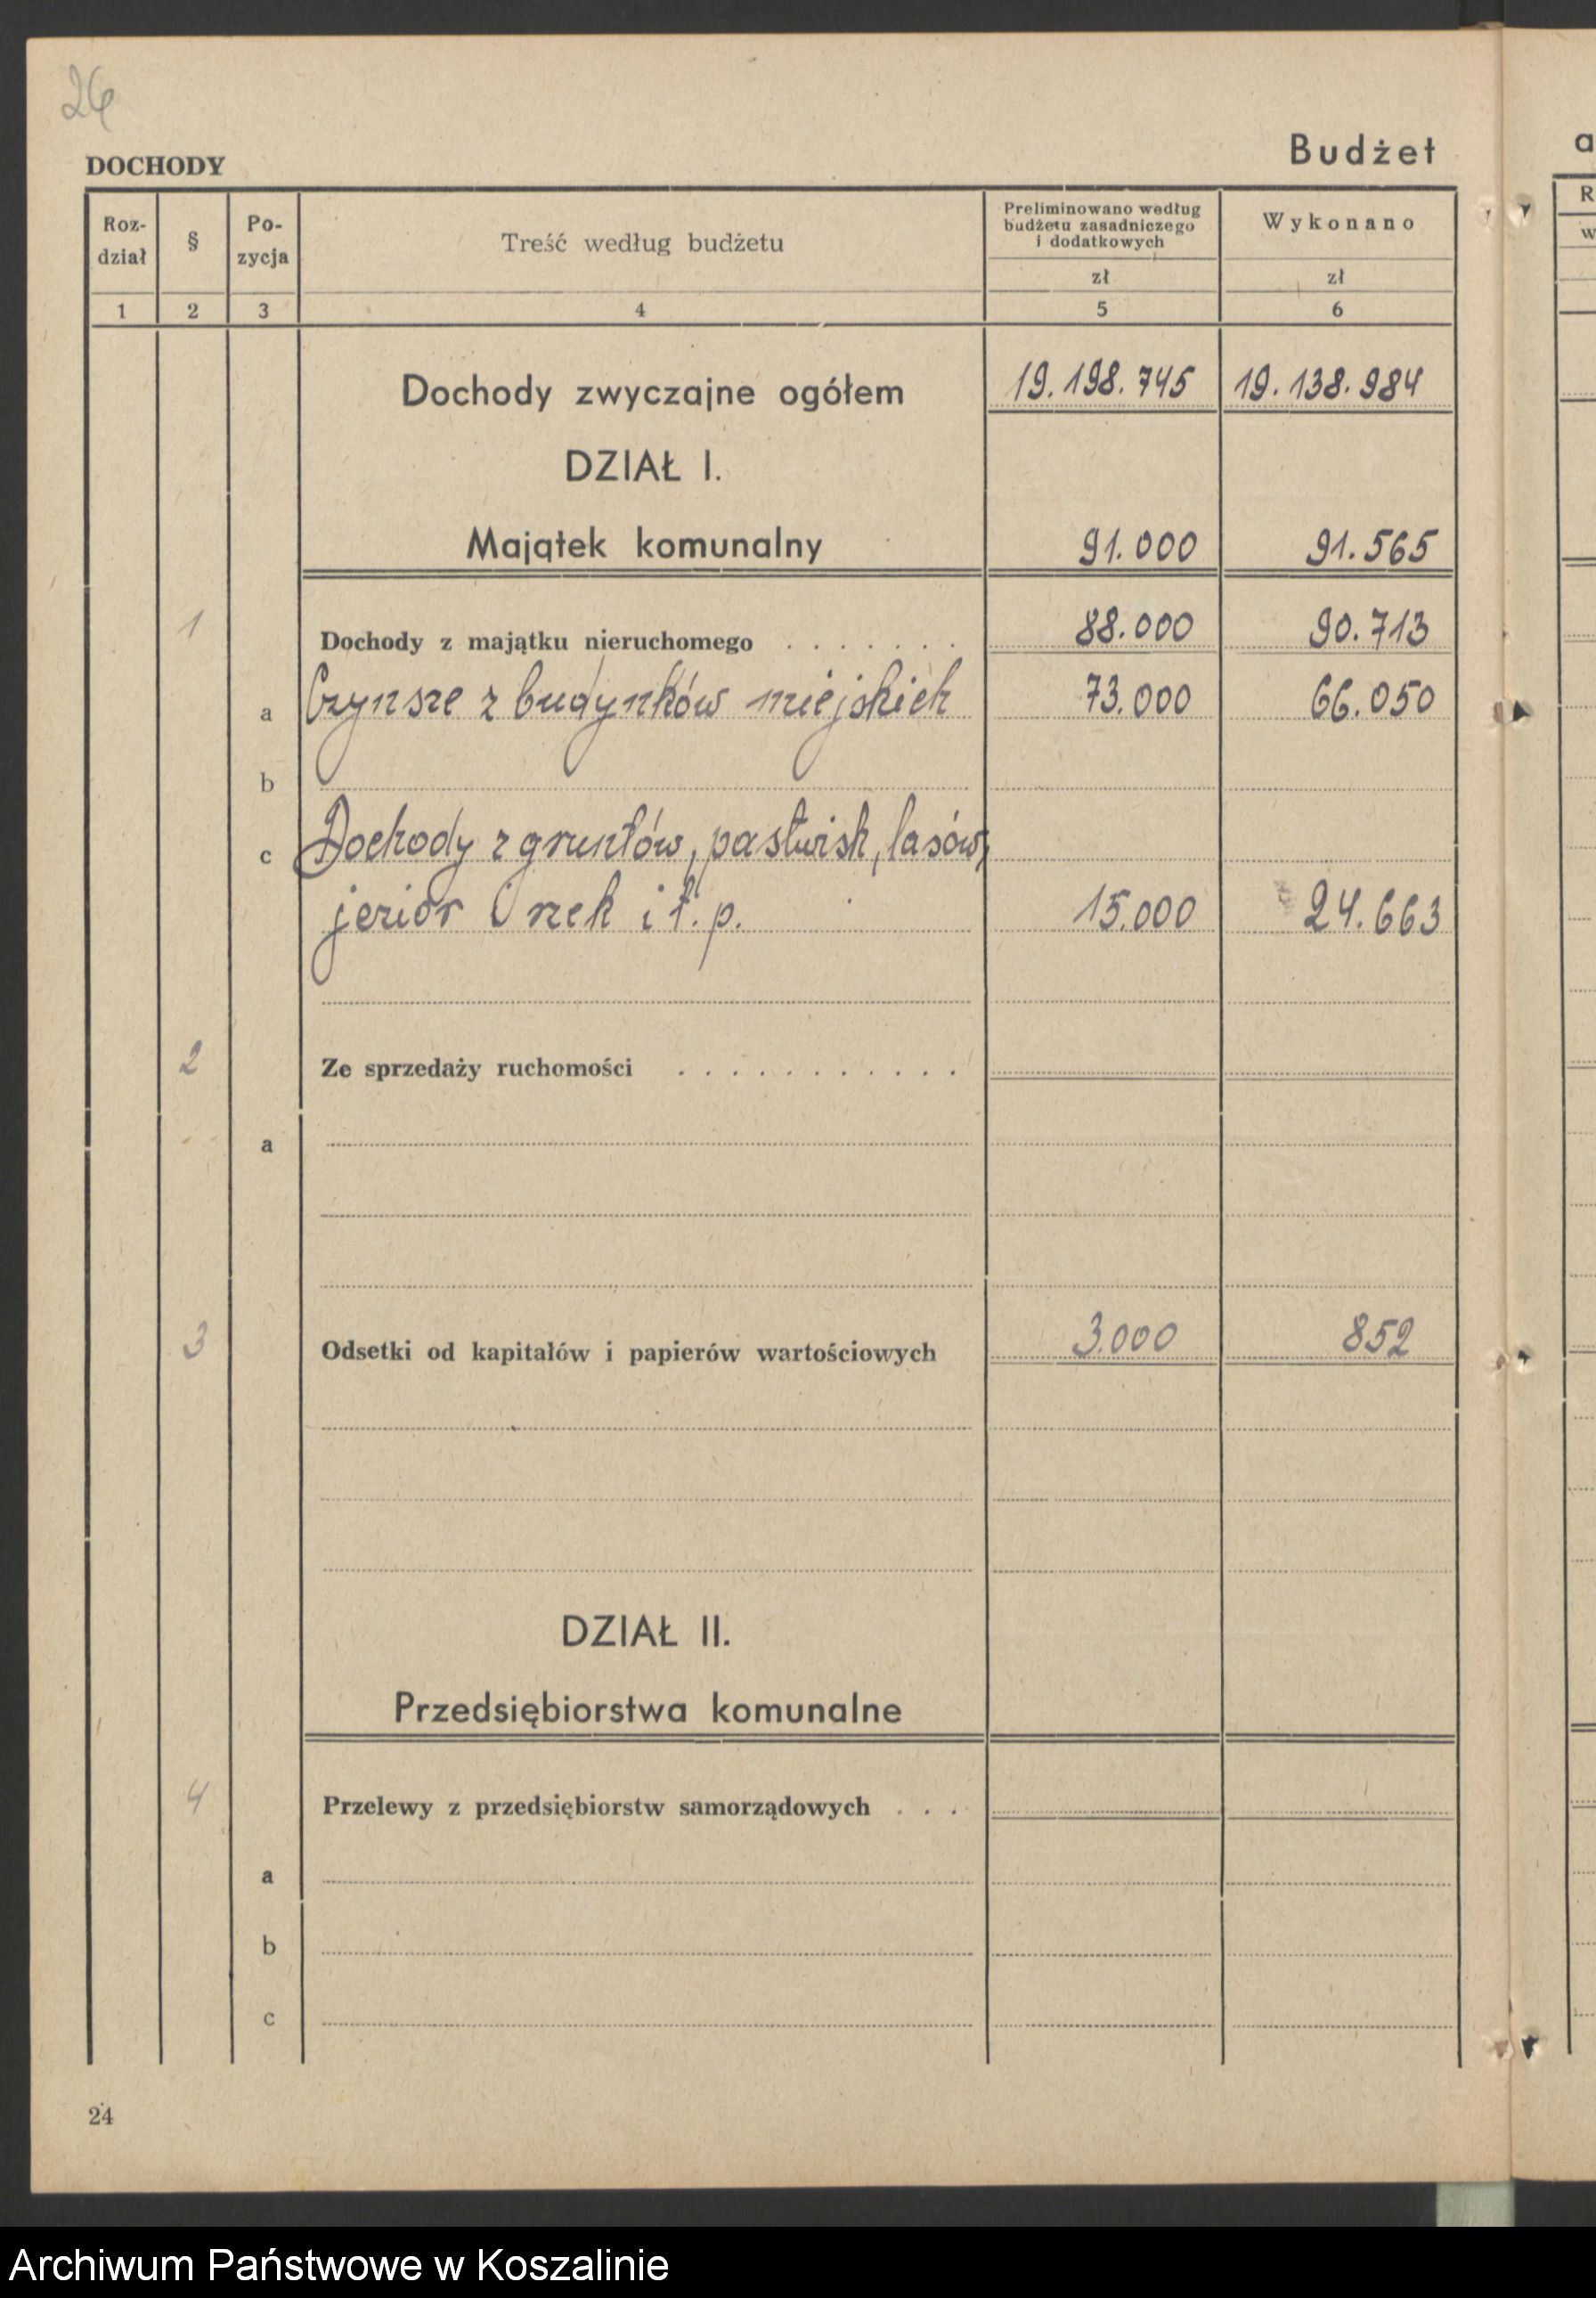 26
DOCHODY
Budżet
Roz-
dział
§
Po-
zycja
Treść według budżetu
Preliminowano według
budżetu zasadniczego
i dodatkowych
zł
Wykonano
zł
1 2 3 4 5 6
Dochody zwyczajne ogółem 19.198.745 19.138.984
DZIAŁ I.
Majątek komunalny 91.000 91.565
1 Dochody z majątku nieruchomego . . . . . . . 88.000 90.713
a Czynsze z budynków miejskich 73.000 66.050
b
c Dochody z gruntów, pastwisk, lasów,
jezior rzek i t.p. 15.000 24.663
2 Ze sprzedaży ruchomości . . . . . . . . . . .
a
3 Odsetki od kapitałów i papierów wartościowych 3.000 852
DZIAŁ II.
Przedsiębiorstwa komunalne
4 Przelewy z przedsiębiorstw samorządowych . . .
a
b
c
24
a
R
w
Archiwum Państwowe w Koszalinie